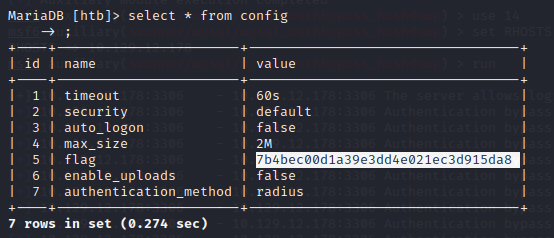 MariaDB [htb]> select * from config
    -> ;
+----+-----------------------+----------------------------------+
| id | name                  | value                            |
+----+-----------------------+----------------------------------+
|  1 | timeout               | 60s                              |
|  2 | security              | default                          |
|  3 | auto_logon            | false                            |
|  4 | max_size              | 2M                               |
|  5 | flag                  | 7b4bec00d1a39e3dd4e021ec3d915da8 |
|  6 | enable_uploads        | false                            |
|  7 | authentication_method | radius                           |
+----+-----------------------+----------------------------------+
7 rows in set (0.274 sec)